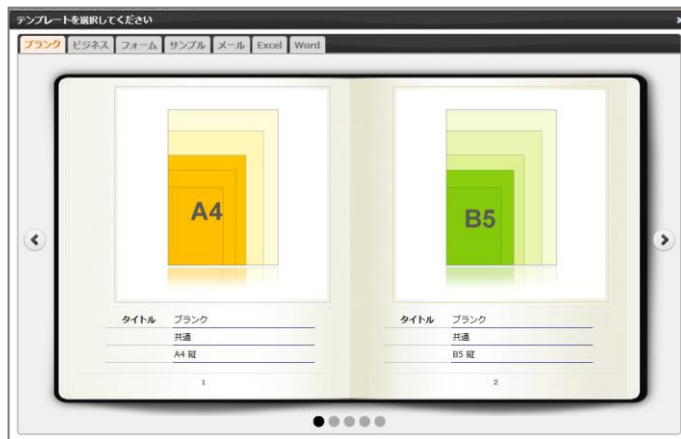 テンプレートを選択してください
ブランク ビジネス フォーム サンプル メール Excel Word
A4
B5
タイトル ブランク
共通
A4 縦
1
タイトル ブランク
共通
B5 縦
2